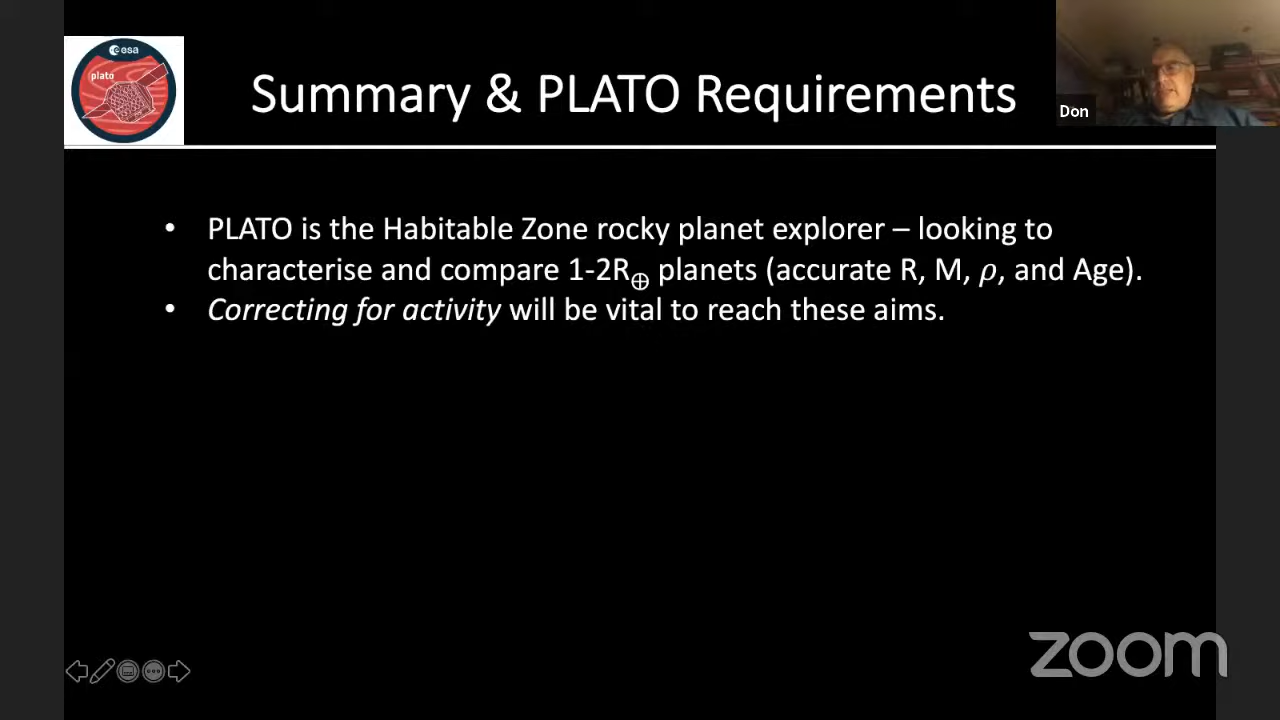 esa
plato
Summary & PLATO Requirements
Don
• PLATO is the Habitable Zone rocky planet explorer – looking to
characterise and compare 1-2R⊕ planets (accurate R, M, ρ, and Age).
• Correcting for activity will be vital to reach these aims.
zoom